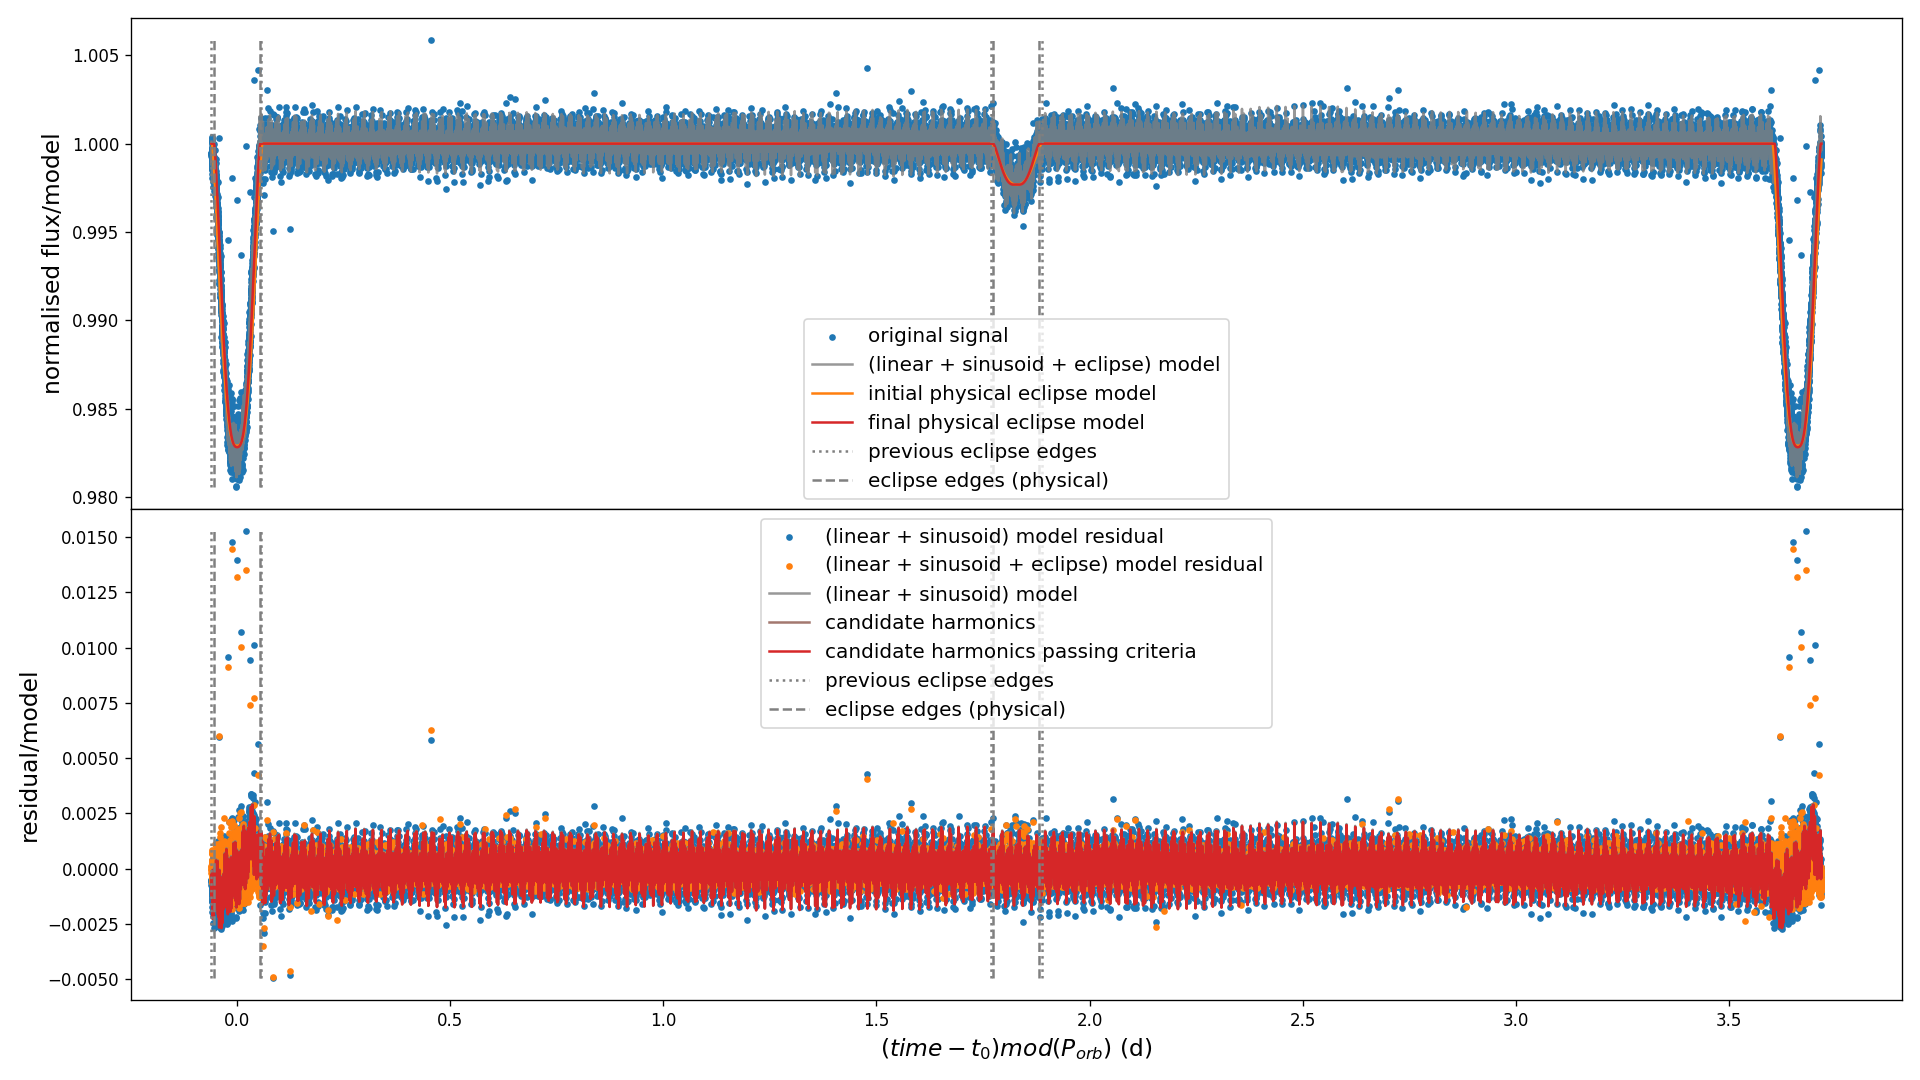 normalised flux/model
1.005
1.000
0.995
0.990
0.985
0.980
original signal
(linear + sinusoid + eclipse) model
initial physical eclipse model
final physical eclipse model
previous eclipse edges
eclipse edges (physical)
residual/model
0.0150
0.0125
0.0100
0.0075
0.0050
0.0025
0.0000
−0.0025
−0.0050
(linear + sinusoid) model residual
(linear + sinusoid + eclipse) model residual
(linear + sinusoid) model
candidate harmonics
candidate harmonics passing criteria
previous eclipse edges
eclipse edges (physical)
0.0 0.5 1.0 1.5 2.0 2.5 3.0 3.5
(time − t₀)mod(P_orb) (d)